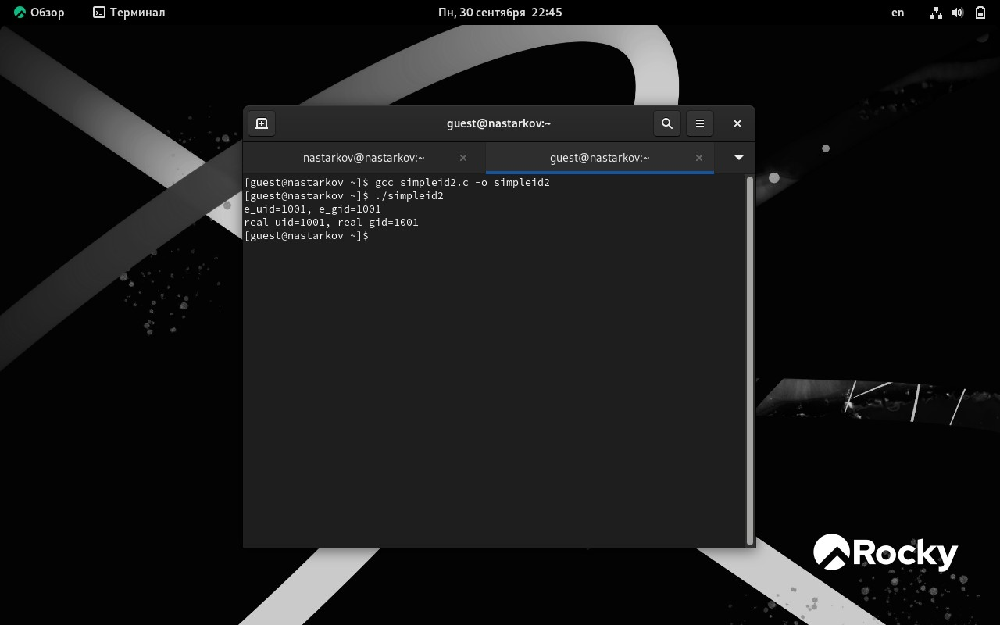 Обзор Терминал Пн, 30 сентября 22:45 en
guest@nastarkov:~
nastarkov@nastarkov:~ guest@nastarkov:~
[guest@nastarkov ~]$ gcc simpleid2.c -o simpleid2
[guest@nastarkov ~]$ ./simpleid2
e_uid=1001, e_gid=1001
real_uid=1001, real_gid=1001
[guest@nastarkov ~]$
Rocky